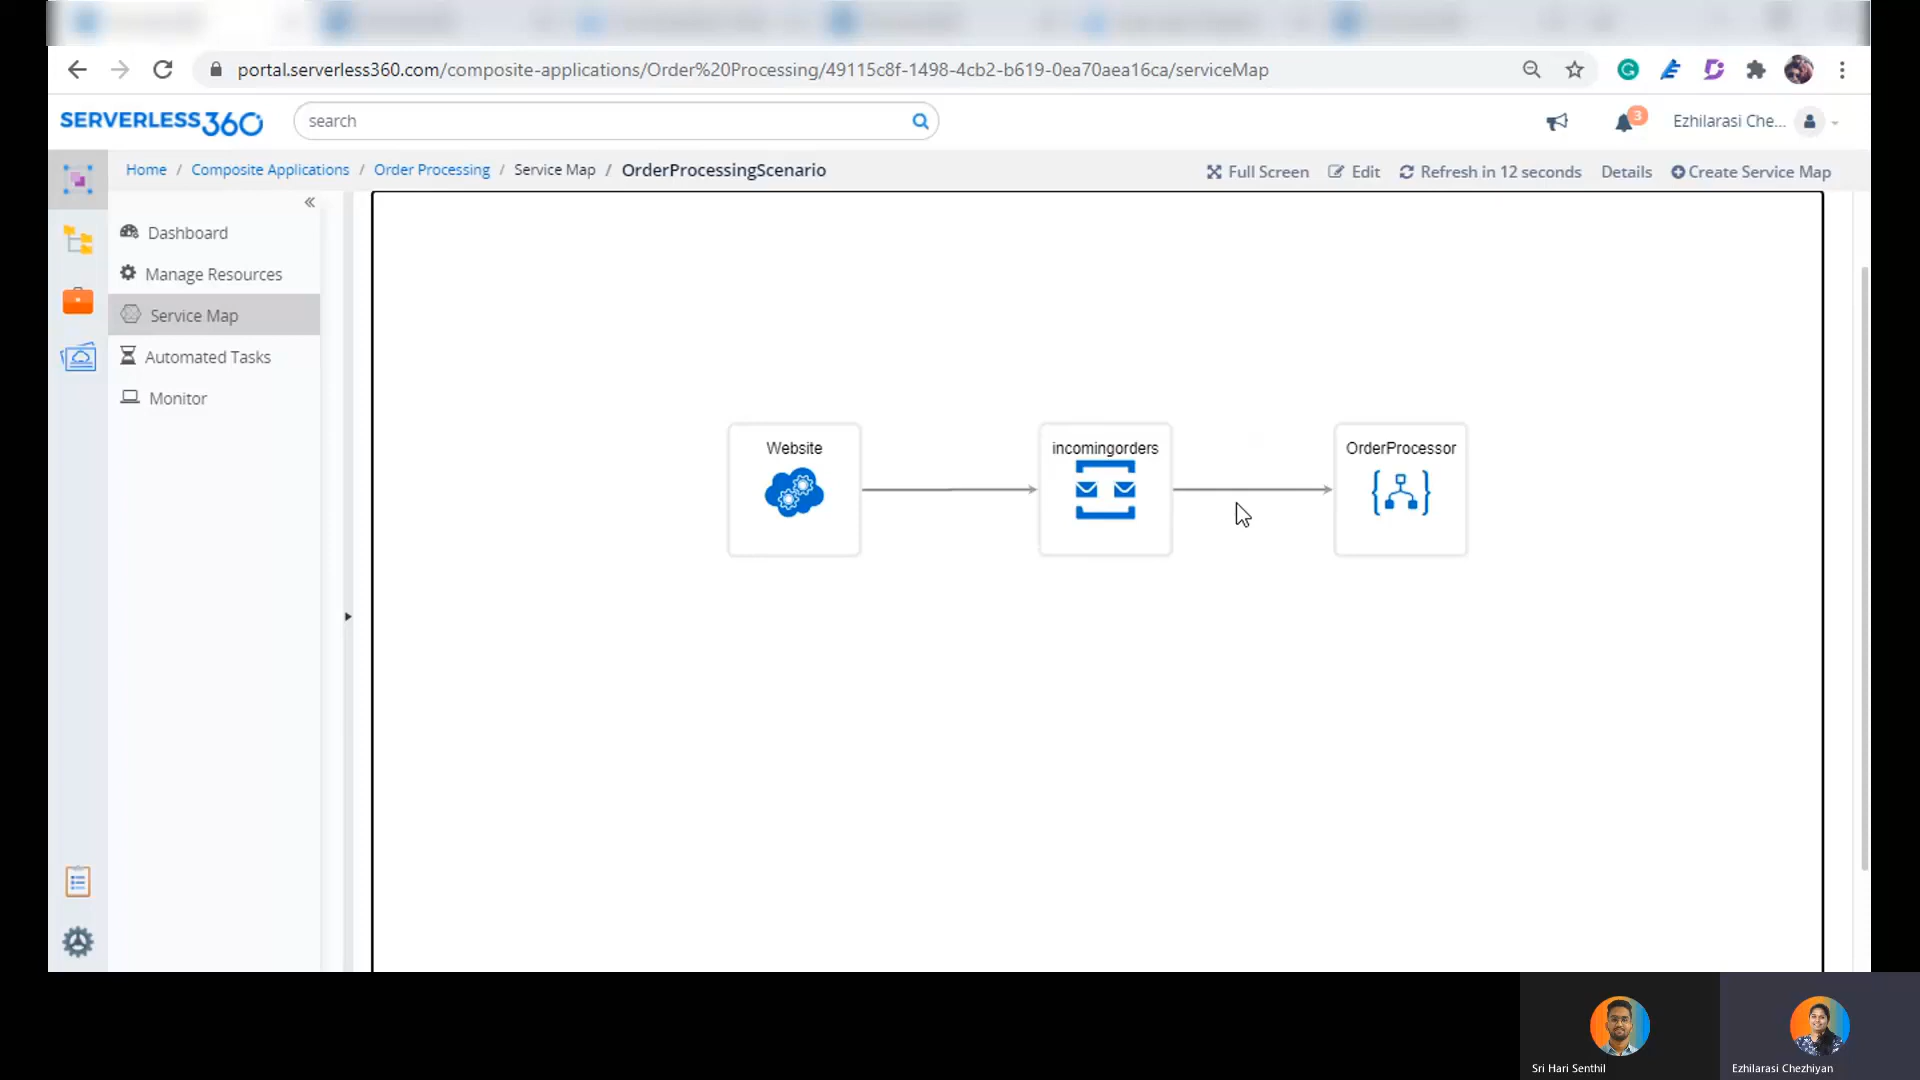 portal.serverless360.com/composite-applications/Order%20Processing/49115c8f-1498-4cb2-b619-0ea70aea16ca/serviceMap
SERVERLESS360
search
3
Ezhilarasi Che...
Home / Composite Applications / Order Processing / Service Map / OrderProcessingScenario
Full Screen
Edit
Refresh in 12 seconds
Details
Create Service Map
Dashboard
Manage Resources
Service Map
Automated Tasks
Monitor
Website
incomingorders
OrderProcessor
Sri Hari Senthil
Ezhilarasi Chezhiyan